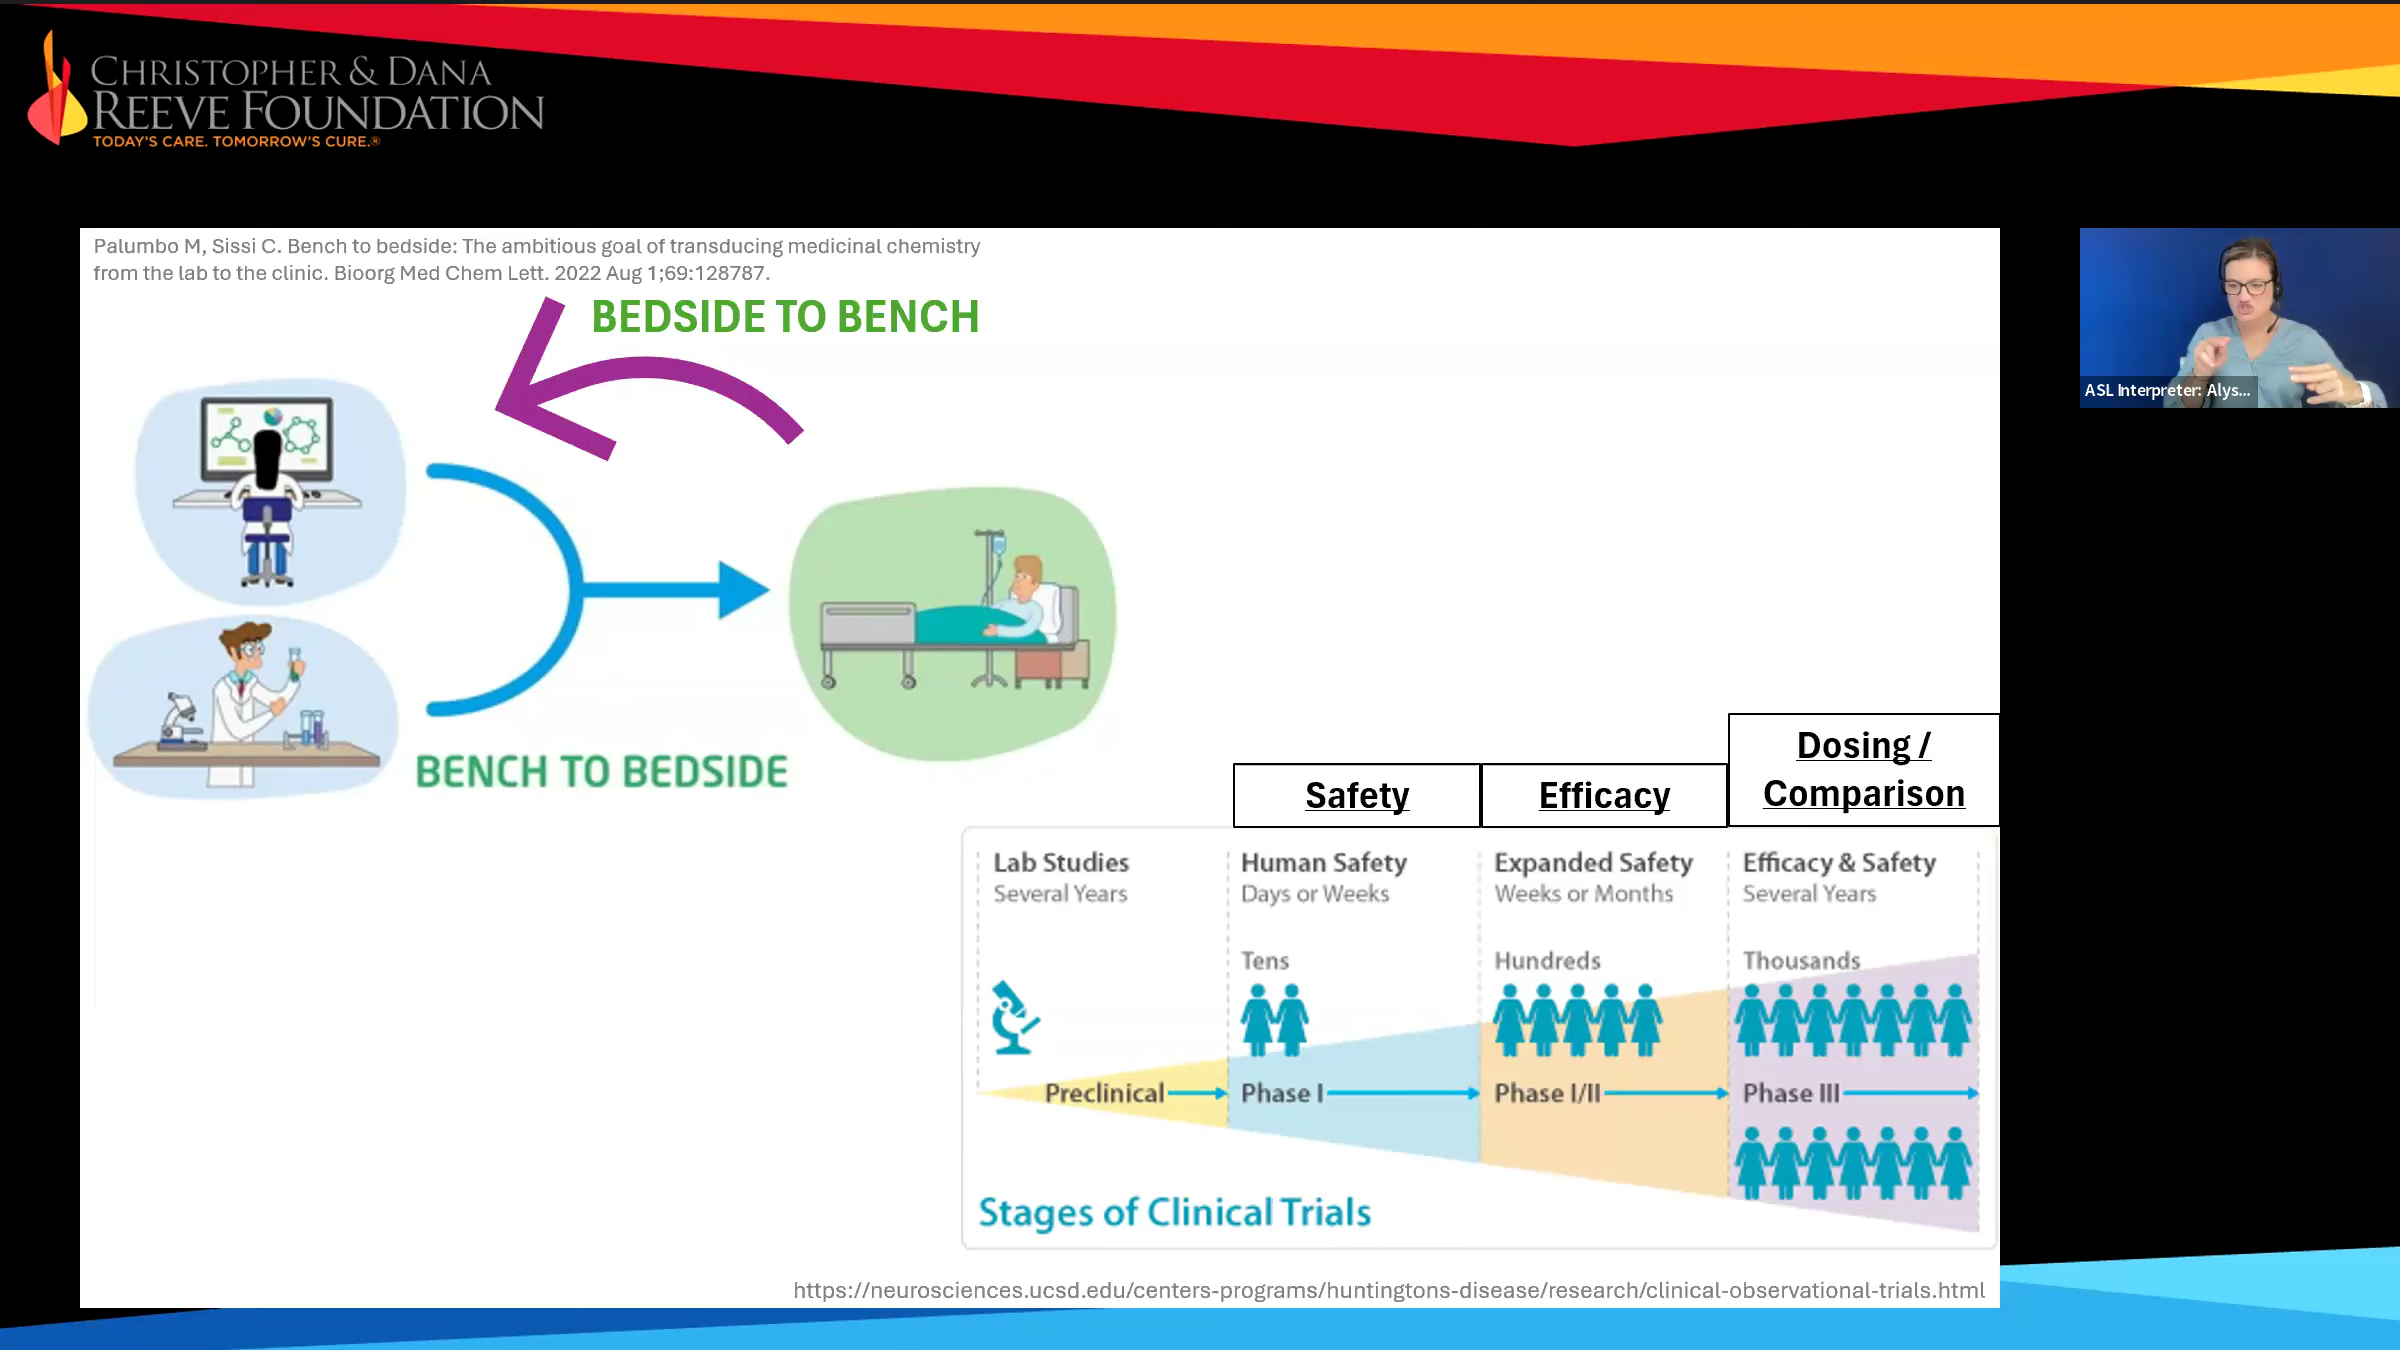 CHRISTOPHER & DANA
REEVE FOUNDATION
TODAY'S CARE. TOMORROW'S CURE.®
Palumbo M, Sissi C. Bench to bedside: The ambitious goal of transducing medicinal chemistry
from the lab to the clinic. Bioorg Med Chem Lett. 2022 Aug 1;69:128787.
BEDSIDE TO BENCH
BENCH TO BEDSIDE
ASL Interpreter: Alys...
Safety
Efficacy
Dosing /
Comparison
Lab Studies
Several Years
Human Safety
Days or Weeks
Expanded Safety
Weeks or Months
Efficacy & Safety
Several Years
Tens
Hundreds
Thousands
Preclinical
Phase I
Phase I/II
Phase III
Stages of Clinical Trials
https://neurosciences.ucsd.edu/centers-programs/huntingtons-disease/research/clinical-observational-trials.html